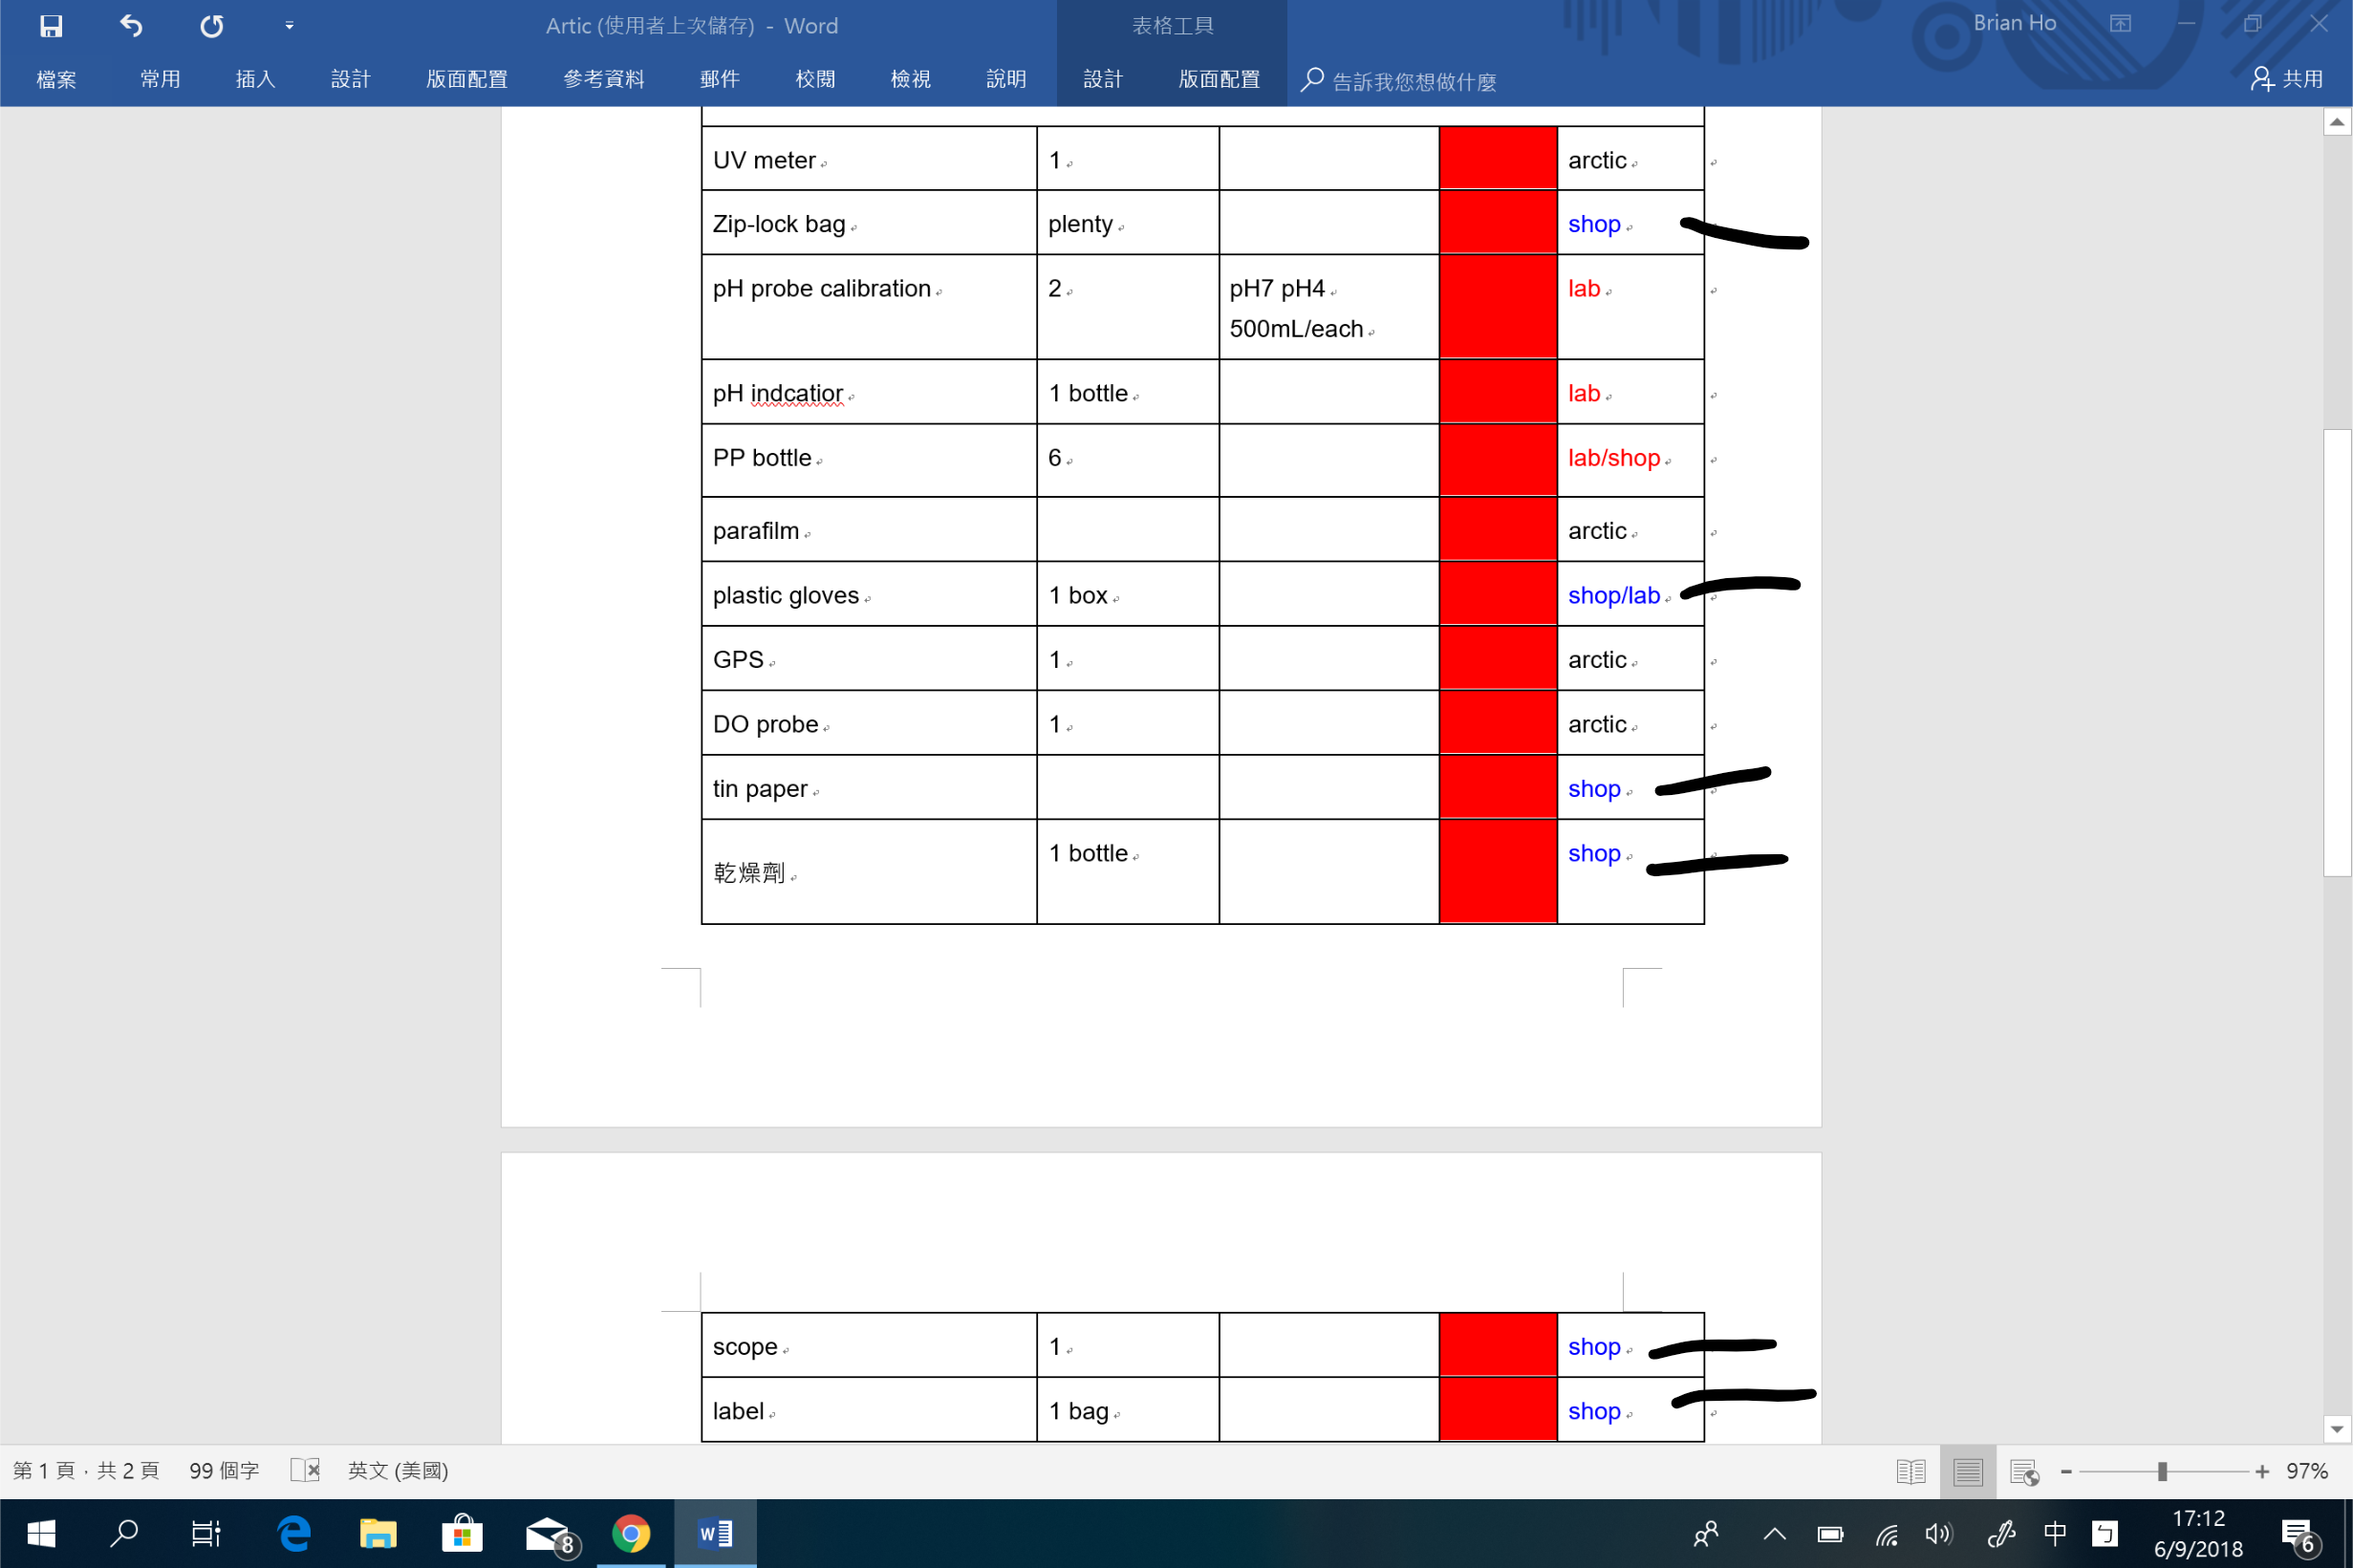 Artic (使用者上次儲存) - Word
表格工具
Brian Ho
檔案 常用 插入 設計 版面配置 參考資料 郵件 校閱 檢視 說明 設計 版面配置 告訴我您想做什麼 共用
UV meter 1 arctic
Zip-lock bag plenty shop
pH probe calibration 2 pH7 pH4 lab
500mL/each
pH indcatior 1 bottle lab
PP bottle 6 lab/shop
parafilm arctic
plastic gloves 1 box shop/lab
GPS 1 arctic
DO probe 1 arctic
tin paper shop
乾燥劑 1 bottle shop
scope 1 shop
label 1 bag shop
第 1 頁，共 2 頁 99 個字 英文 (美國) 97%
8 中 ㄅ 17:12
6/9/2018 6